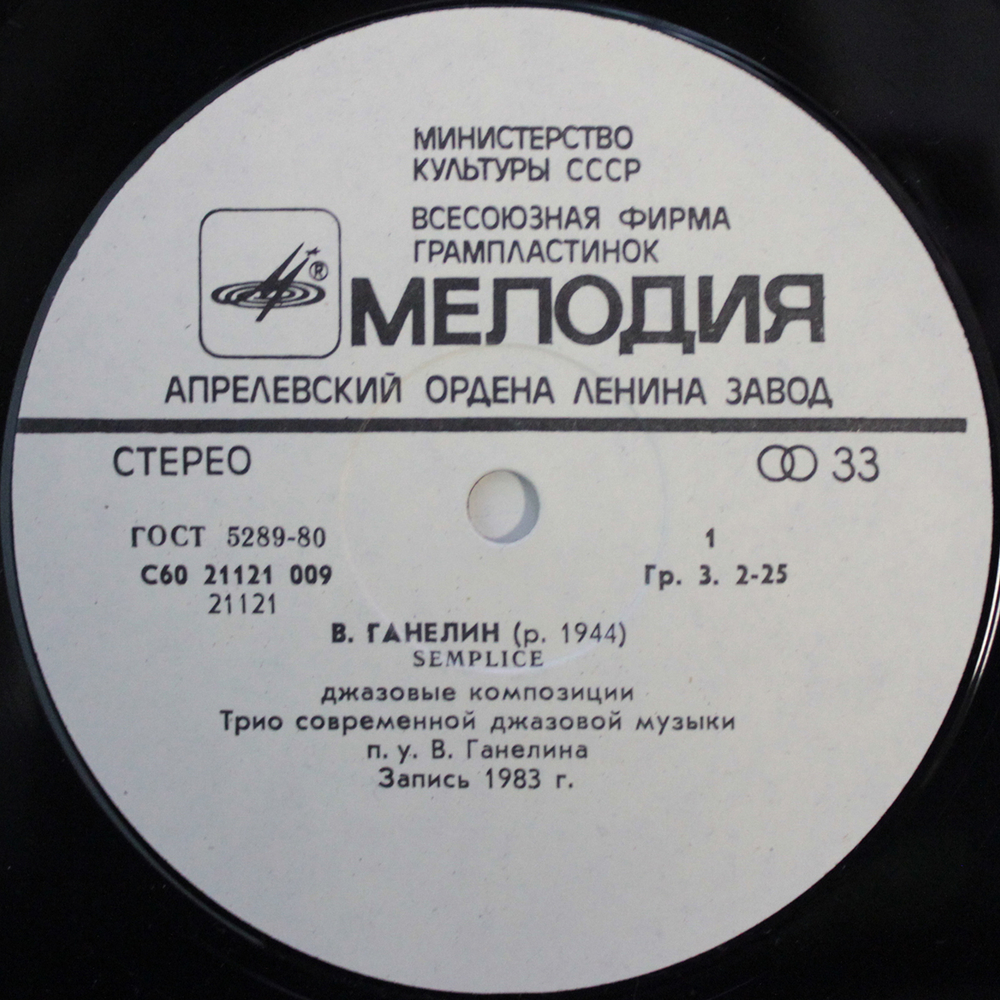 МИНИСТЕРСТВО
КУЛЬТУРЫ СССР
ВСЕСОЮЗНАЯ ФИРМА
ГРАМПЛАСТИНОК
®
МЕЛОДИЯ
АПРЕЛЕВСКИЙ ОРДЕНА ЛЕНИНА ЗАВОД
СТЕРЕО 33
ГОСТ 5289-80 1
С60 21121 009 Гр. 3. 2-25
21121
В. ГАНЕЛИН (р. 1944)
SEMPLICE
джазовые композиции
Трио современной джазовой музыки
п. у. В. Ганелина
Запись 1983 г.